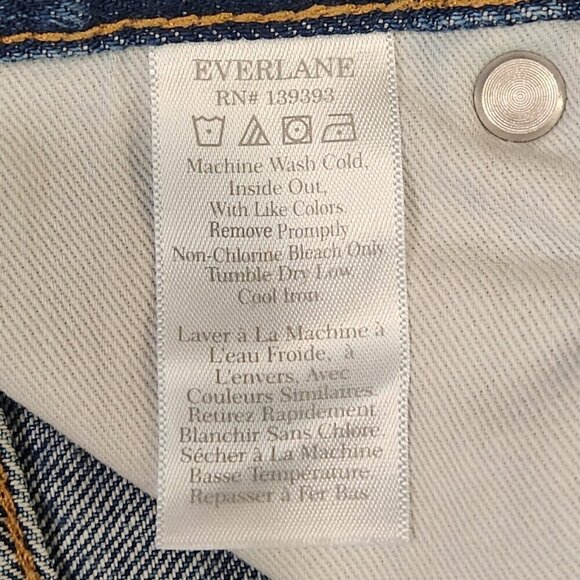 EVERLANE
RN# 139393
Machine Wash Cold,
Inside Out,
With Like Colors.
Remove Promptly
Non-Chlorine Bleach Only
Tumble Dry Low
Cool Iron.
Laver à La Machine à
L'eau Froide, à
L'envers, Avec
Couleurs Similaires.
Retirez Rapidement
Blanchir Sans Chlore.
Sécher à La Machine
Basse Température.
Repasser à Fer Bas